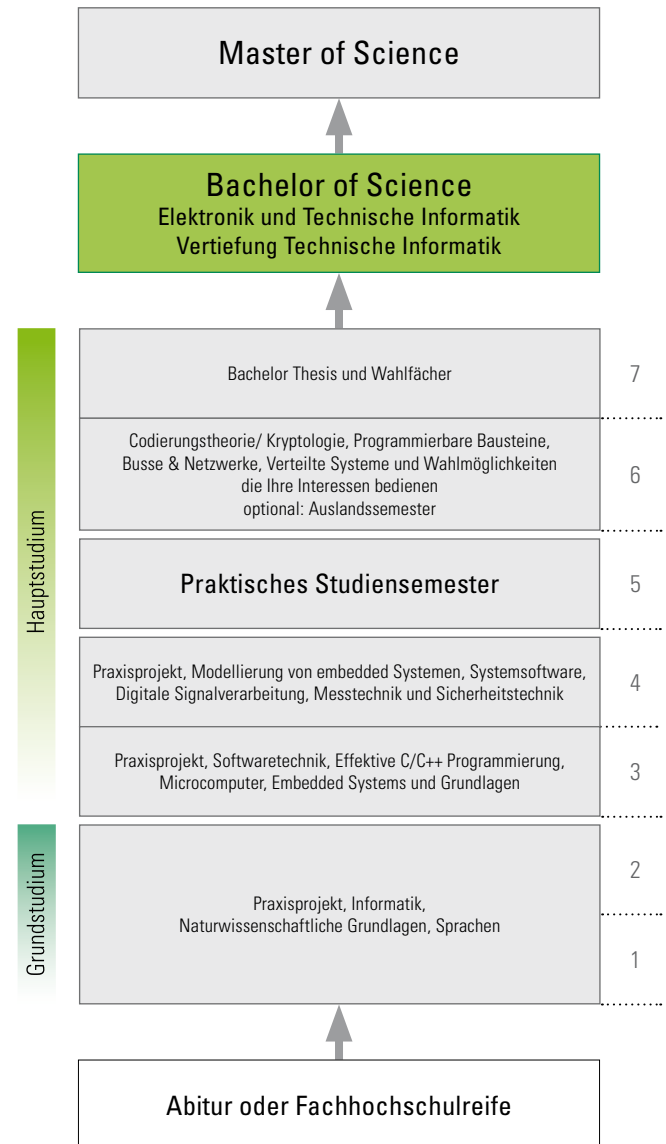 Master of Science
Bachelor of Science
Elektronik und Technische Informatik
Vertiefung Technische Informatik
Hauptstudium
Bachelor Thesis und Wahlfächer
7
Codierungstheorie/ Kryptologie, Programmierbare Bausteine,
Busse & Netzwerke, Verteilte Systeme und Wahlmöglichkeiten
die Ihre Interessen bedienen
optional: Auslandssemester
6
Praktisches Studiensemester
5
Praxisprojekt, Modellierung von embedded Systemen, Systemsoftware,
Digitale Signalverarbeitung, Messtechnik und Sicherheitstechnik
4
Praxisprojekt, Softwaretechnik, Effektive C/C++ Programmierung,
Microcomputer, Embedded Systems und Grundlagen
3
Grundstudium
2
Praxisprojekt, Informatik,
Naturwissenschaftliche Grundlagen, Sprachen
1
Abitur oder Fachhochschulreife